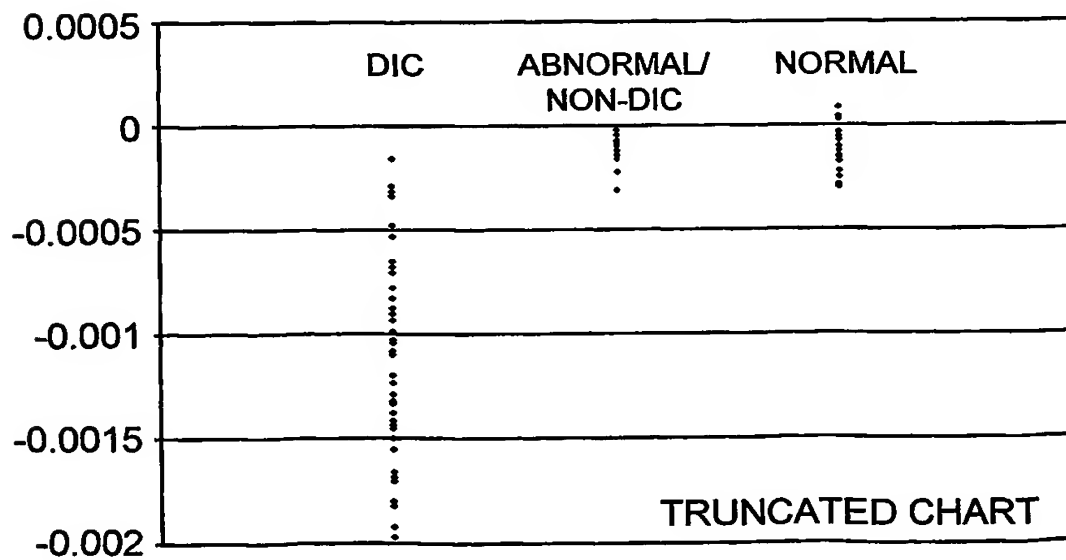 0.0005
DIC
ABNORMAL/
NON-DIC
NORMAL
0
-0.0005
-0.001
-0.0015
TRUNCATED CHART
-0.002